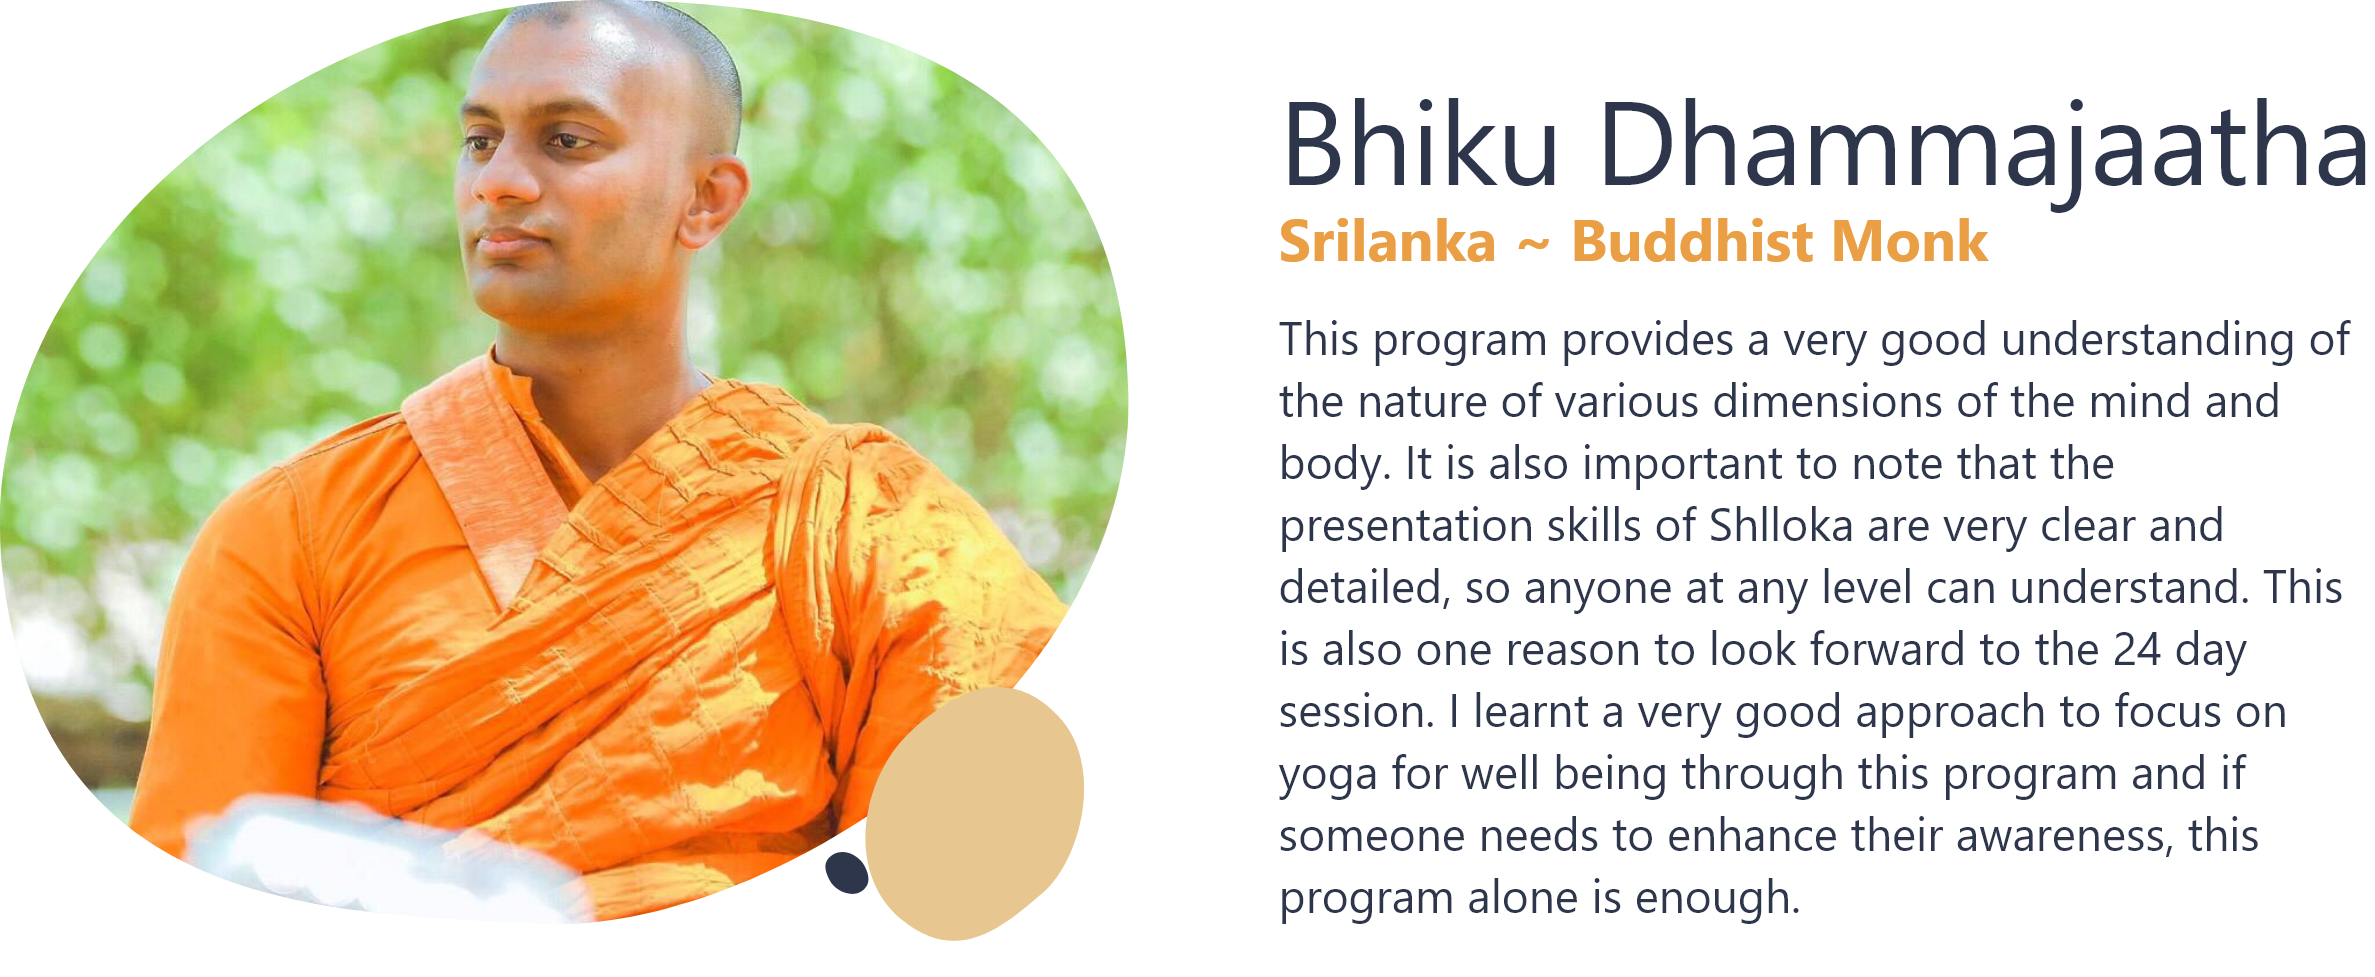 Bhiku Dhammajaatha
Srilanka ~ Buddhist Monk
This program provides a very good understanding of
the nature of various dimensions of the mind and
body. It is also important to note that the
presentation skills of Shlloka are very clear and
detailed, so anyone at any level can understand. This
is also one reason to look forward to the 24 day
session. I learnt a very good approach to focus on
yoga for well being through this program and if
someone needs to enhance their awareness, this
program alone is enough.